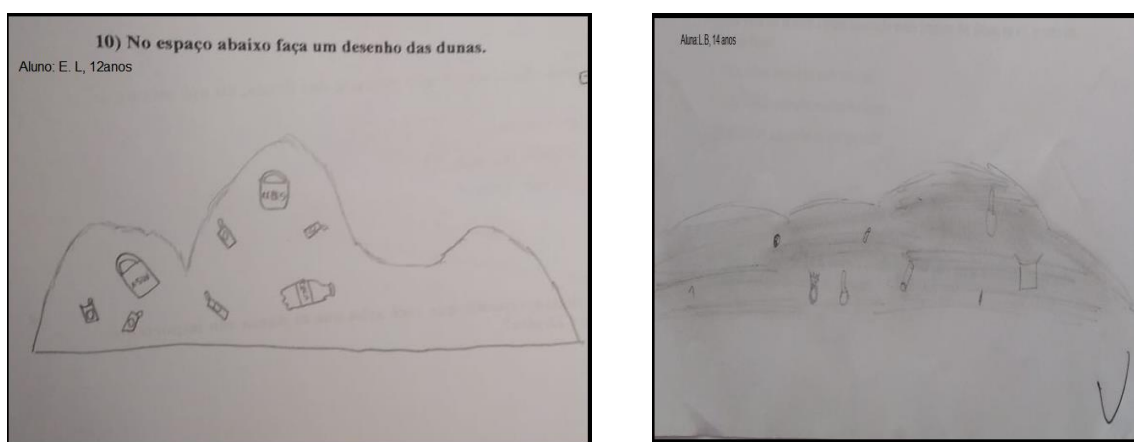 10) No espaço abaixo faça um desenho das dunas.
Aluno: E. L, 12anos
Aluna:L.B, 14 anos